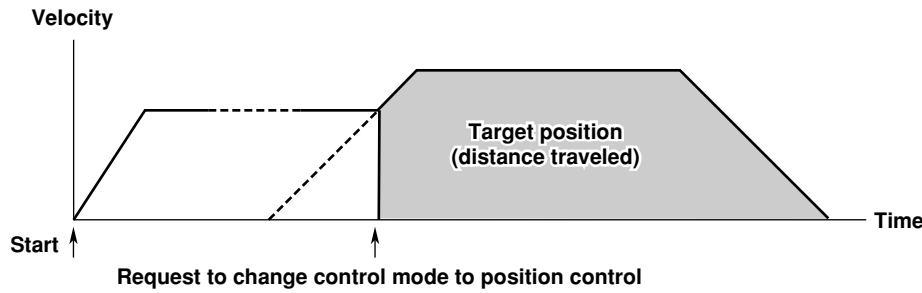 Velocity
Target position
(distance traveled)
Time
Start
Request to change control mode to position control